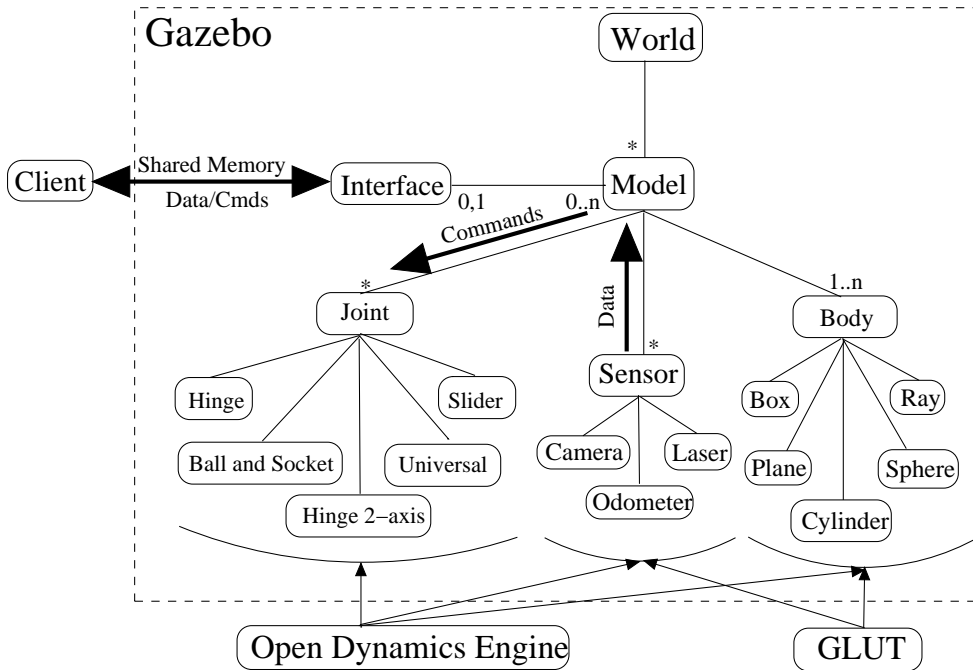 Gazebo
World
*
Shared Memory
Client
Interface
Model
Data/Cmds
0,1
0..n
Commands
*
Joint
Data
*
1..n
Body
Sensor
Hinge
Slider
Box
Ray
Ball and Socket
Universal
Camera
Laser
Plane
Sphere
Hinge 2−axis
Odometer
Cylinder
Open Dynamics Engine
GLUT